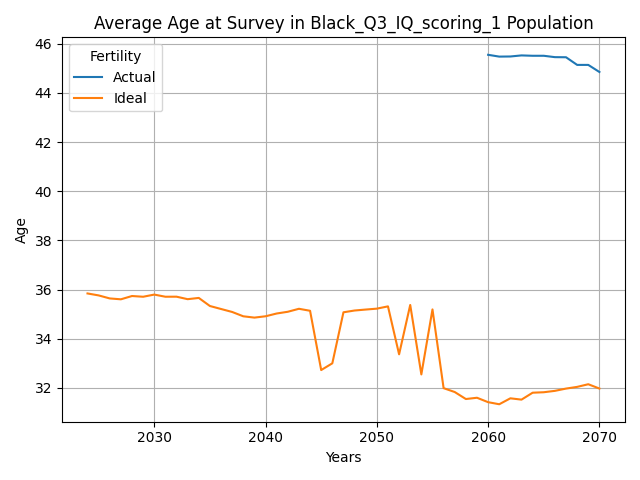 Average Age at Survey in Black_Q3_IQ_scoring_1 Population
Fertility
Actual
Ideal
Age
46
44
42
40
38
36
34
32
2030
2040
2050
2060
2070
Years